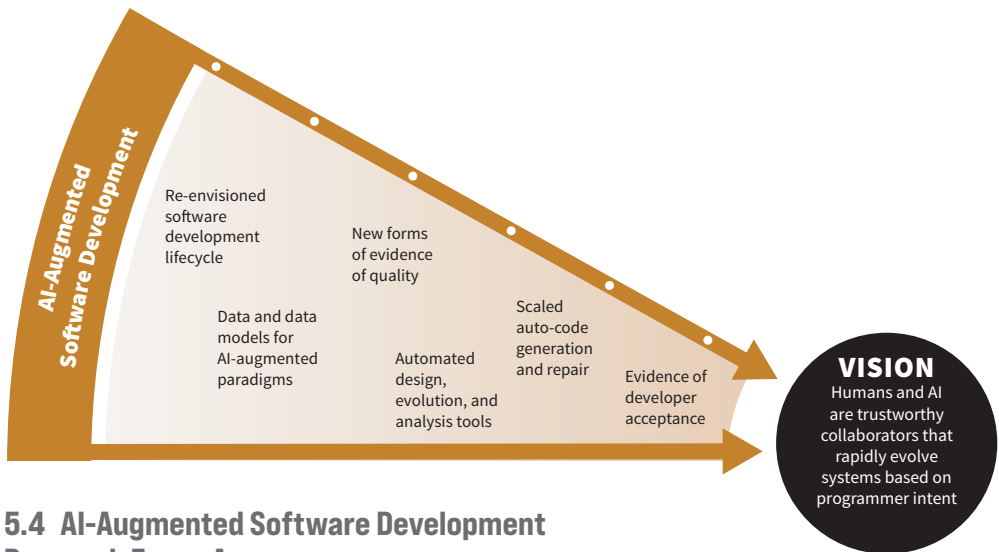 AI-Augmented
Software Development
Re-envisioned
software
development
lifecycle
Data and data
models for
AI-augmented
paradigms
New forms
of evidence
of quality
Automated
design,
evolution, and
analysis tools
Scaled
auto-code
generation
and repair
Evidence of
developer
acceptance
VISION
Humans and AI
are trustworthy
collaborators that
rapidly evolve
systems based on
programmer intent
5.4 AI-Augmented Software Development